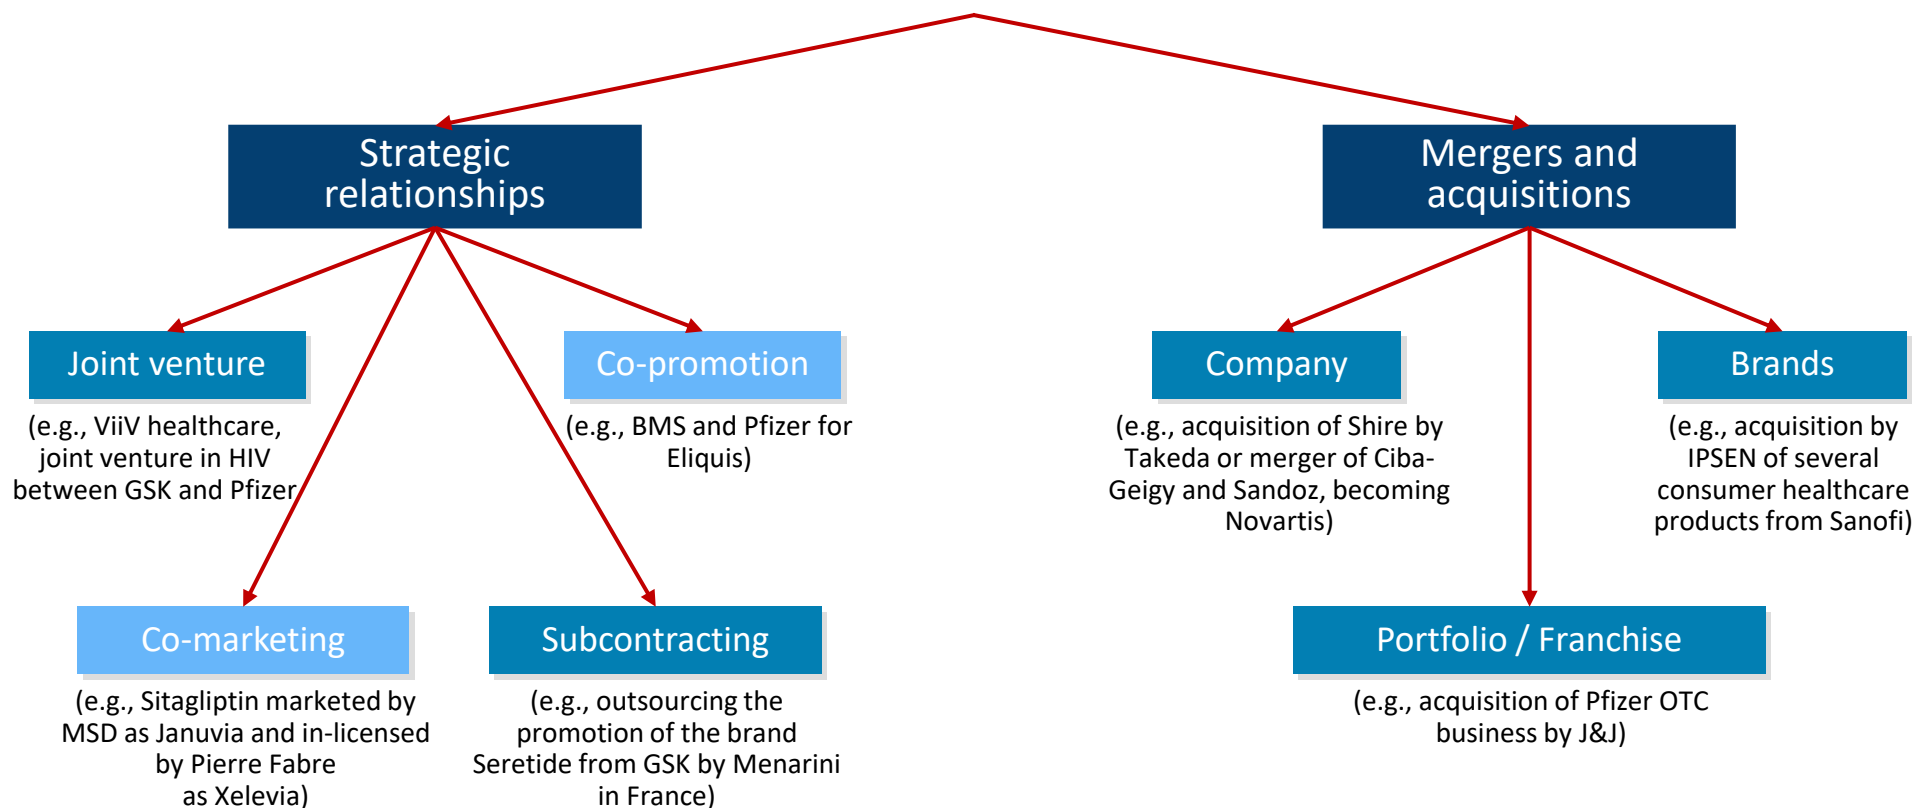 Strategic
relationships
Mergers and
acquisitions
Joint venture
(e.g., ViiV healthcare,
joint venture in HIV
between GSK and Pfizer
Co-promotion
(e.g., BMS and Pfizer for
Eliquis)
Company
(e.g., acquisition of Shire by
Takeda or merger of Ciba-
Geigy and Sandoz, becoming
Novartis)
Brands
(e.g., acquisition by
IPSEN of several
consumer healthcare
products from Sanofi)
Co-marketing
(e.g., Sitagliptin marketed by
MSD as Januvia and in-licensed
by Pierre Fabre
as Xelevia)
Subcontracting
(e.g., outsourcing the
promotion of the brand
Seretide from GSK by Menarini
in France)
Portfolio / Franchise
(e.g., acquisition of Pfizer OTC
business by J&J)